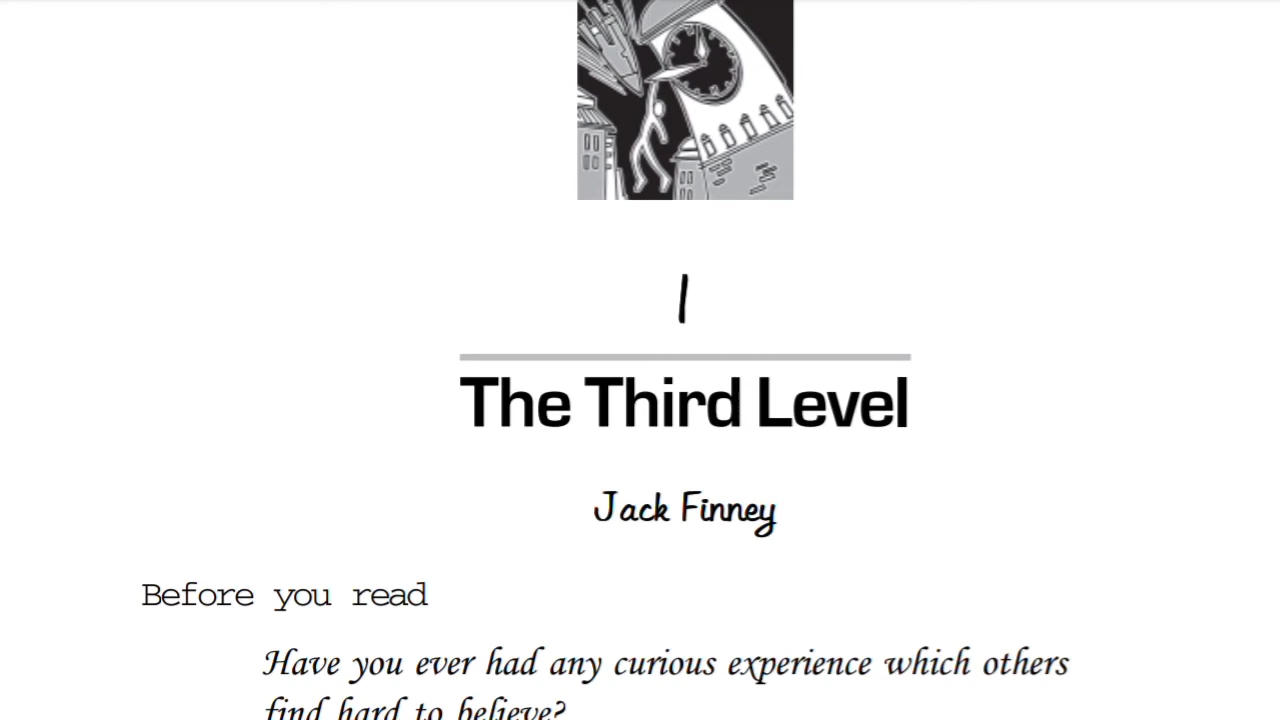 1
The Third Level
Jack Finney
Before you read
Have you ever had any curious experience which others
find hard to believe?